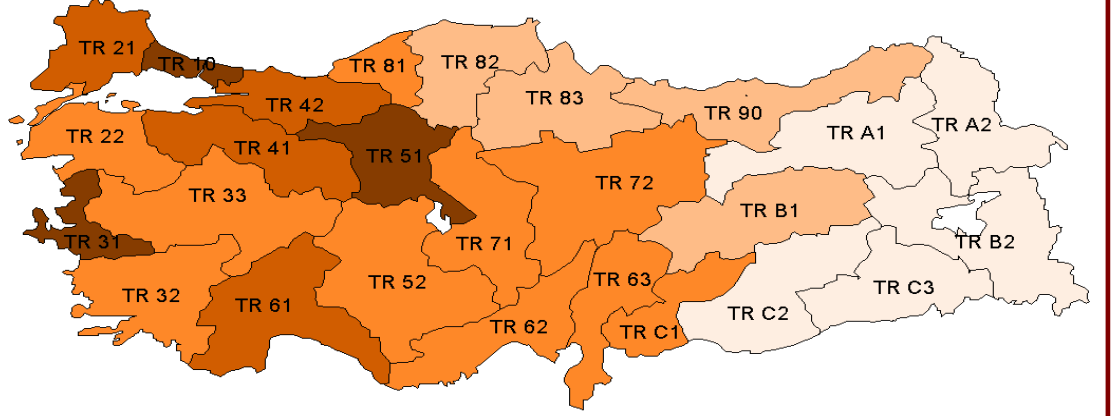 TR 21
TR 10
TR 81
TR 82
TR 83
TR 42
TR 90
TR A1
TR A2
TR 22
TR 41
TR 51
TR 33
TR 72
TR B1
TR 31
TR 71
TR B2
TR 52
TR 63
TR C3
TR 32
TR 61
TR C2
TR 62
TR C1